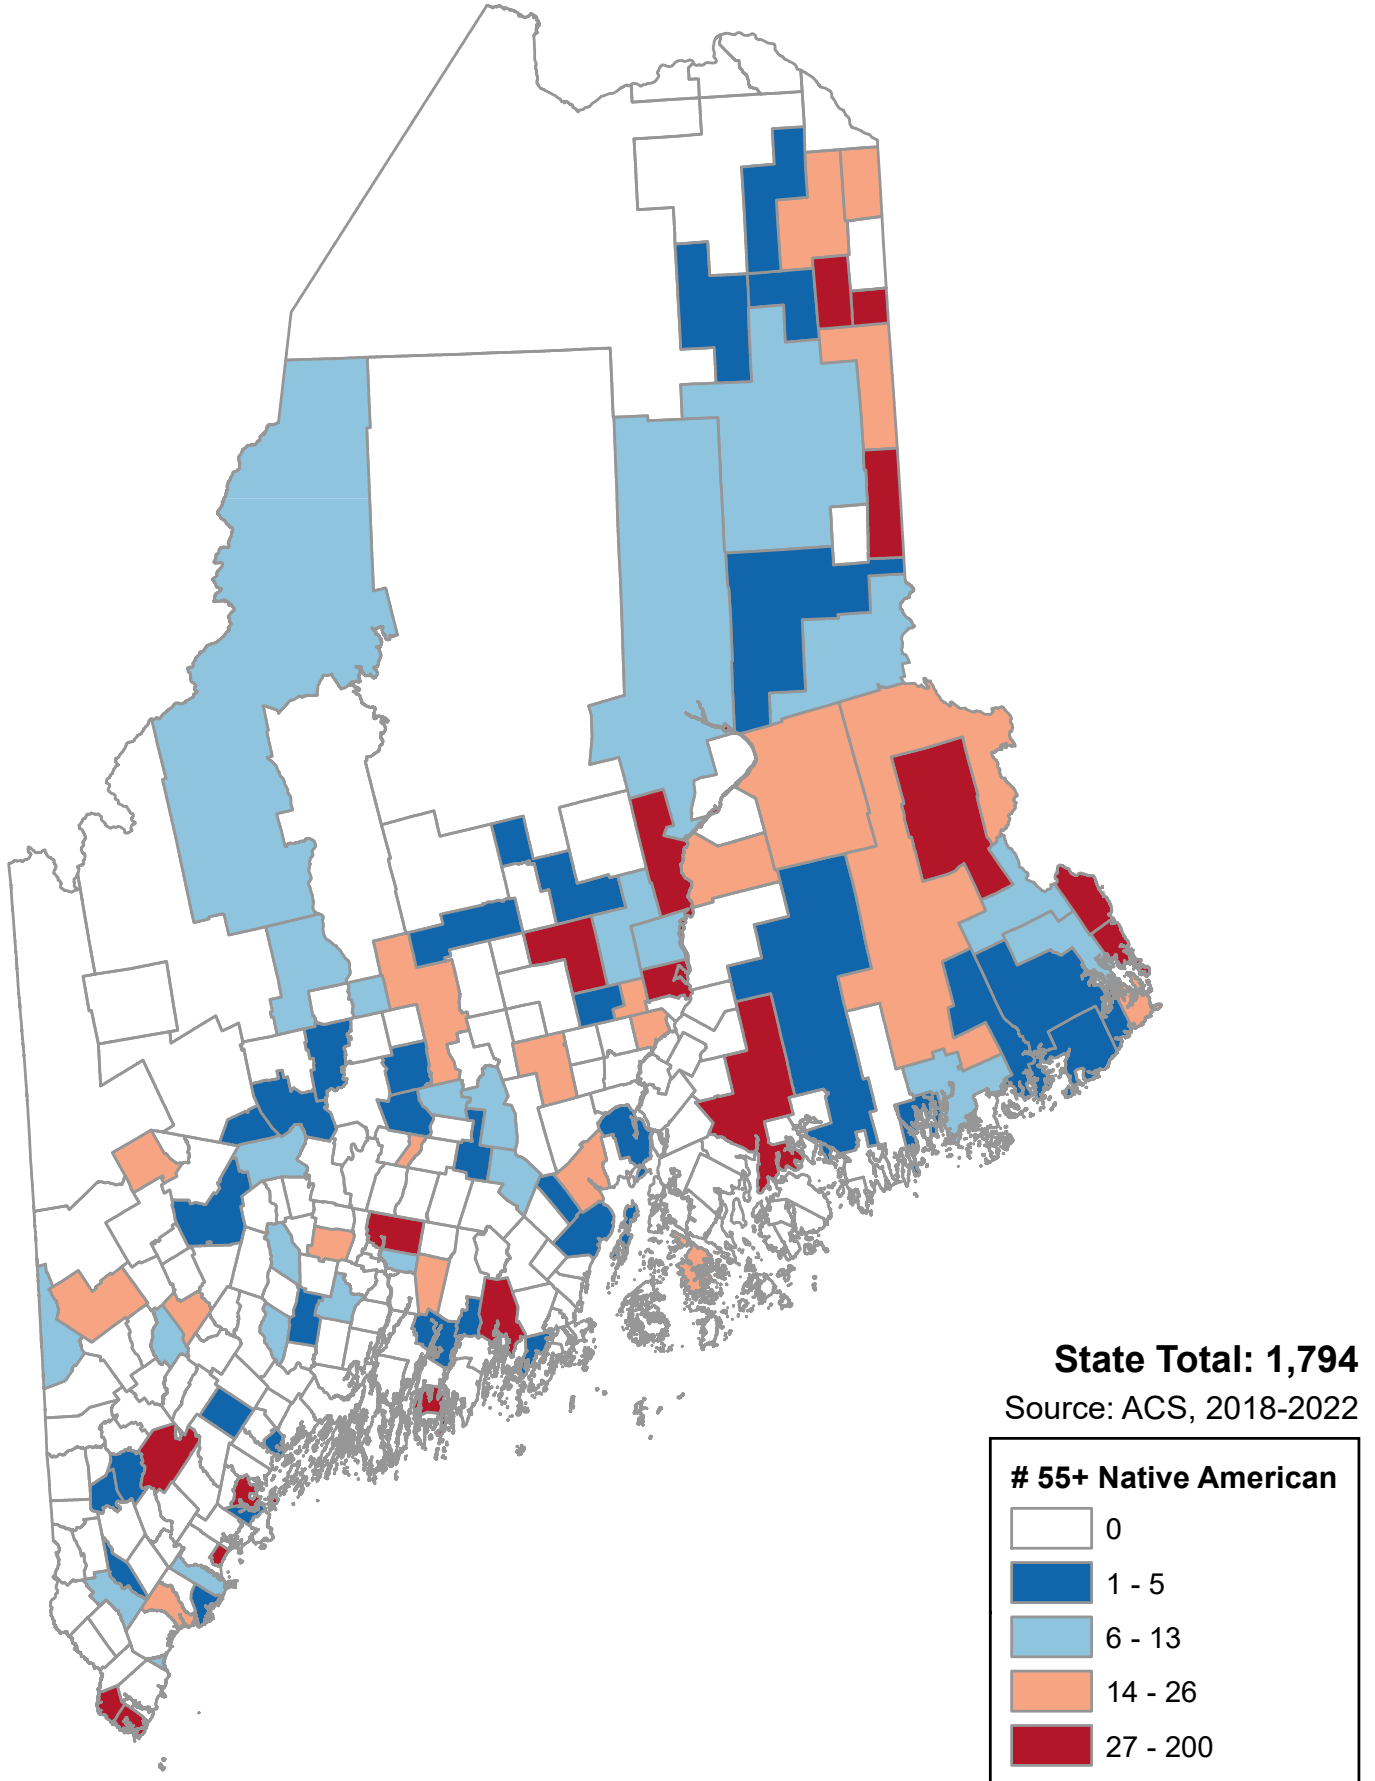 State Total: 1,794
Source: ACS, 2018-2022
# 55+ Native American
0
1 - 5
6 - 13
14 - 26
27 - 200